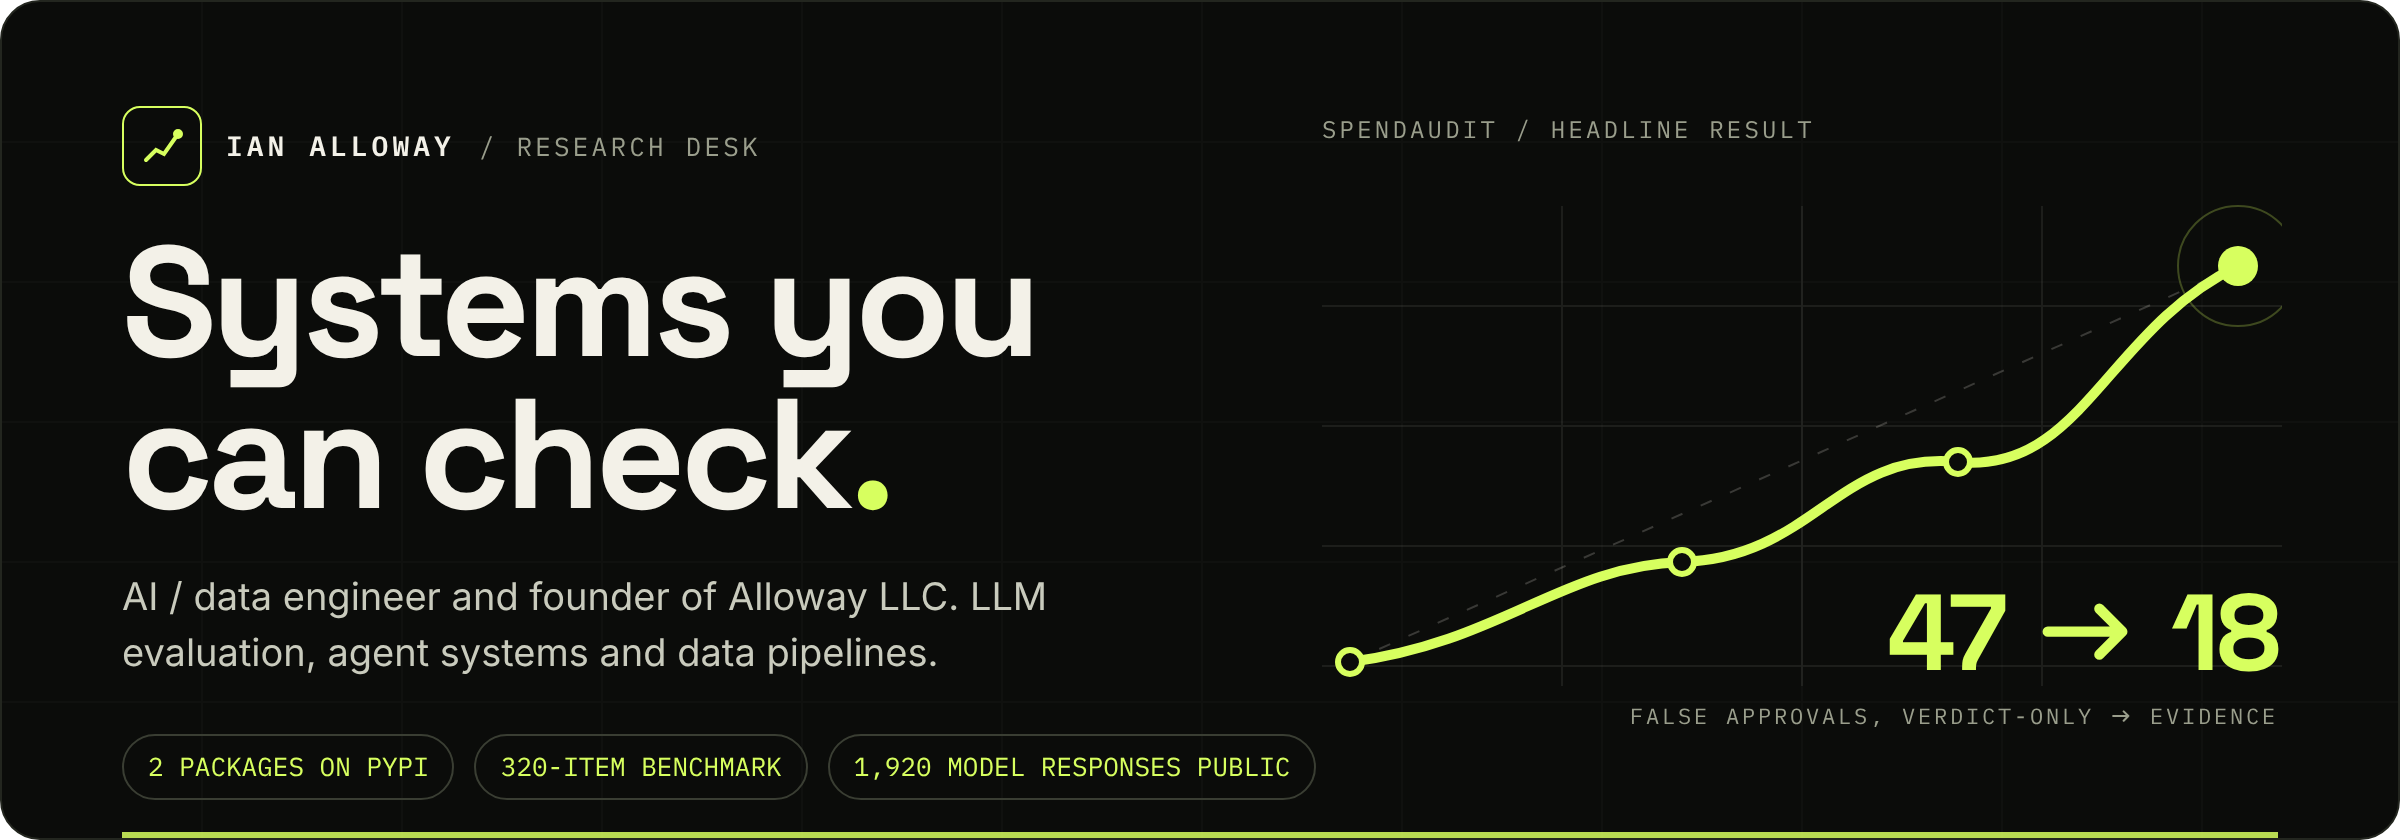 IAN ALLOWAY / RESEARCH DESK
Systems you
can check.
AI / data engineer and founder of Alloway LLC. LLM
evaluation, agent systems and data pipelines.
2 PACKAGES ON PYPI
320-ITEM BENCHMARK
1,920 MODEL RESPONSES PUBLIC
SPENDAUDIT / HEADLINE RESULT
47 → 18
FALSE APPROVALS, VERDICT-ONLY → EVIDENCE